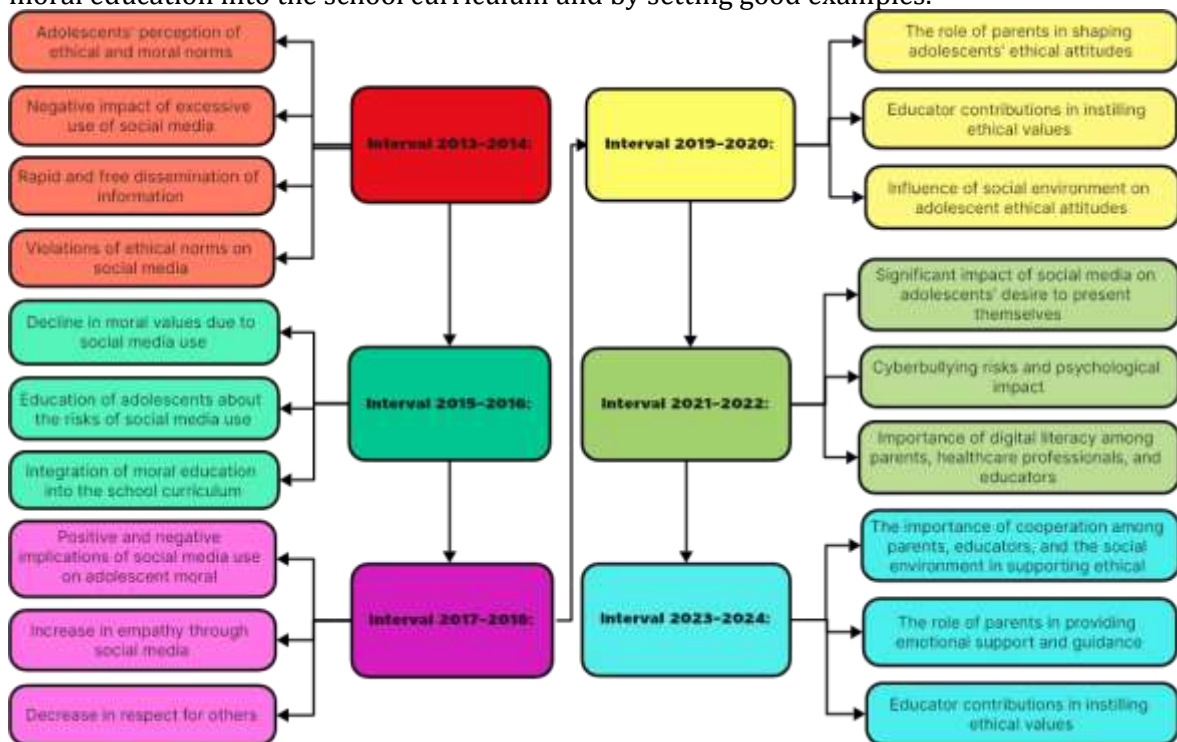 moral education into the school curriculum and by setting good examples.
Adolescents' perception of
ethical and moral norms
Negative impact of excessive
use of social media
Rapid and free dissemination of
information
Violations of ethical norms on
social media
Interval 2013-2014:
Decline in moral values due to
social media use
Education of adolescents about
the risks of social media use
Integration of moral education
into the school curriculum
Interval 2015-2016:
Positive and negative
implications of social media use
on adolescent moral
Increase in empathy through
social media
Decrease in respect for others
Interval 2017-2018:
Interval 2019-2020:
The role of parents in shaping
adolescents' ethical attitudes
Educator contributions in instilling
ethical values
Influence of social environment on
adolescent ethical attitudes
Interval 2021-2022:
Significant impact of social media on
adolescents' desire to present
themselves
Cyberbullying risks and psychological
impact
Importance of digital literacy among
parents, healthcare professionals, and
educators
Interval 2023-2024:
The importance of cooperation among
parents, educators, and the social
environment in supporting ethical
The role of parents in providing
emotional support and guidance
Educator contributions in instilling
ethical values